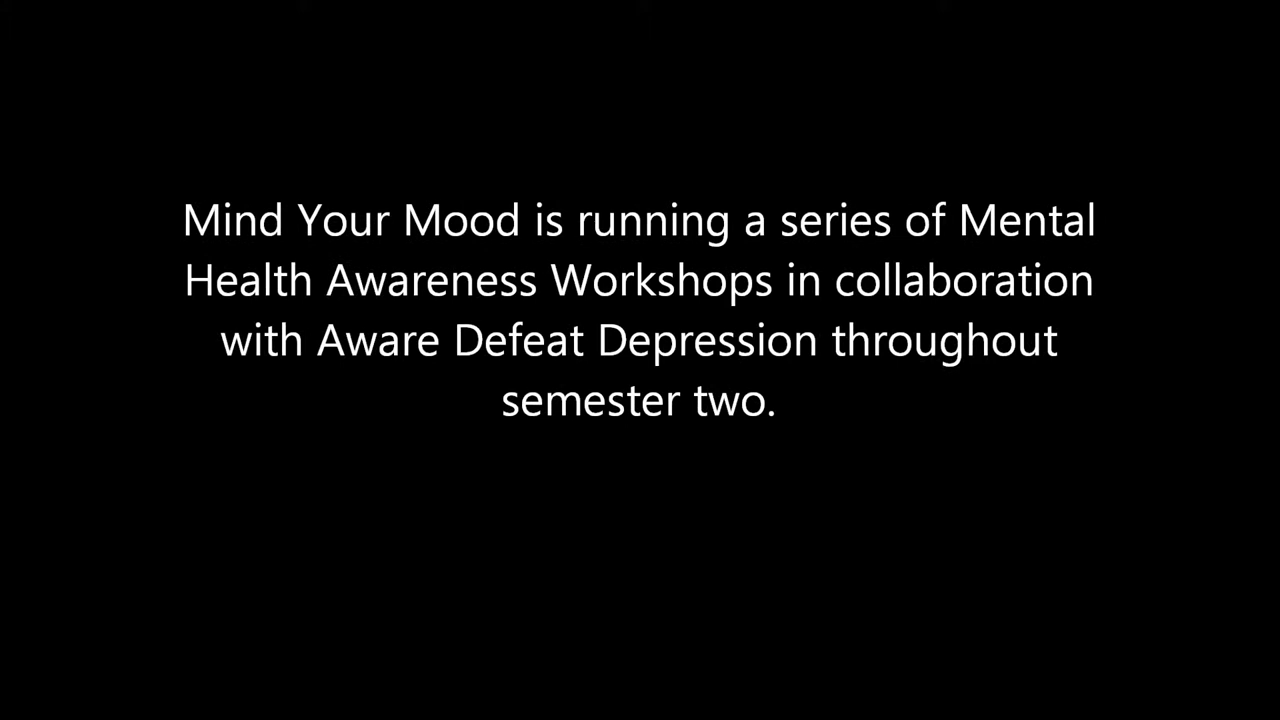 Mind Your Mood is running a series of Mental
Health Awareness Workshops in collaboration
with Aware Defeat Depression throughout
semester two.